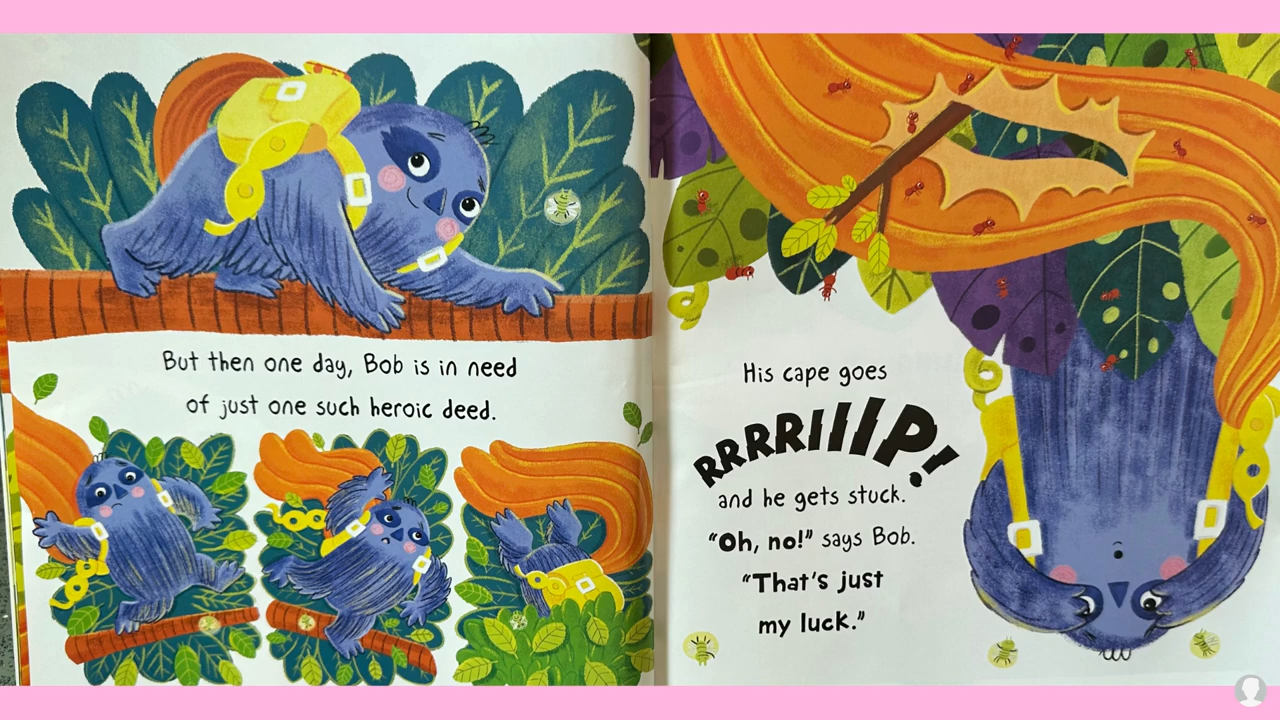 But then one day, Bob is in need
of just one such heroic deed.
His cape goes
RRRRIIIP!
and he gets stuck.
“Oh, no!” says Bob.
“That’s just
my luck.”